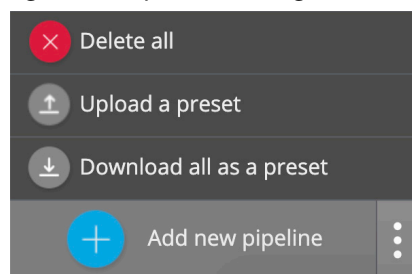 Delete all
Upload a preset
Download all as a preset
Add new pipeline